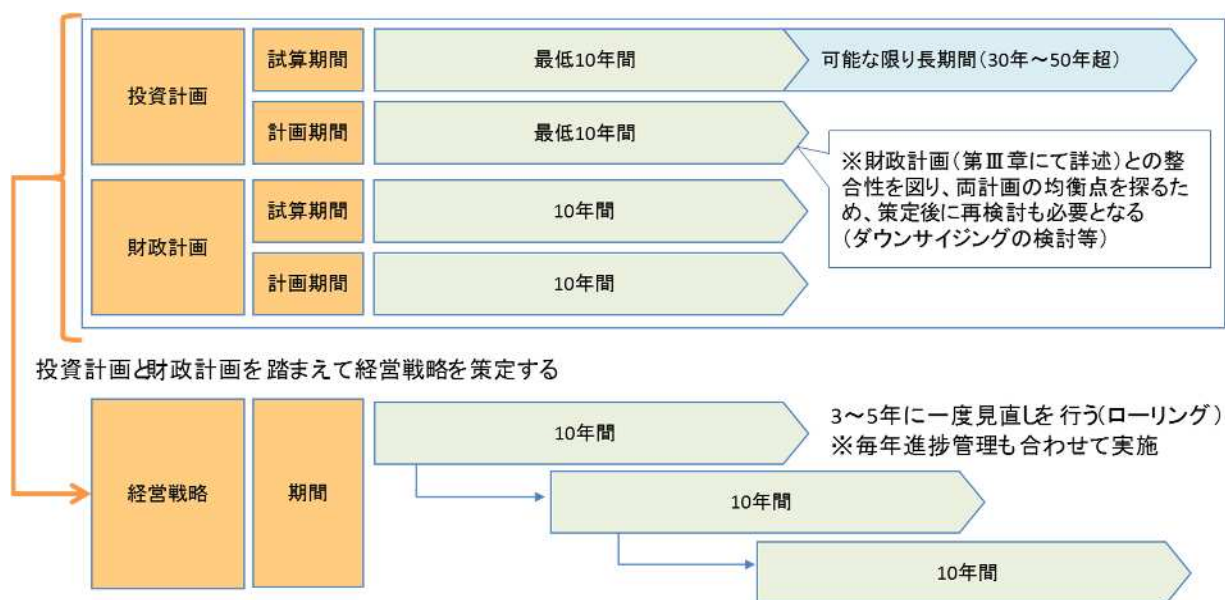 投資計画
試算期間
最低10年間
可能な限り長期間(30年～50年超)
計画期間
最低10年間
※財政計画(第Ⅲ章にて詳述)との整
合性を図り、両計画の均衡点を探るた
め、策定後に再検討も必要となる
(ダウンサイジングの検討等)
財政計画
試算期間
10年間
計画期間
10年間
投資計画と財政計画を踏まえて経営戦略を策定する
経営戦略
期間
10年間
3～5年に一度見直しを行う(ローリング)
※毎年進捗管理も合わせて実施
10年間
10年間